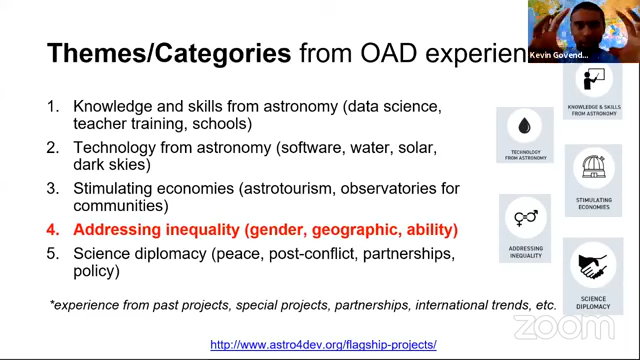 Themes/Categories from OAD experien
Kevin Govend...
1. Knowledge and skills from astronomy (data science,
teacher training, schools)
2. Technology from astronomy (software, water, solar,
dark skies)
3. Stimulating economies (astrotourism, observatories for
communities)
4. Addressing inequality (gender, geographic, ability)
5. Science diplomacy (peace, post-conflict, partnerships,
policy)
*experience from past projects, special projects, partnerships, international trends, etc.
http://www.astro4dev.org/flagship-projects/
KNOWLEDGE & SKILLS
FROM ASTRONOMY
TECHNOLOGY
FROM ASTRONOMY
STIMULATING
ECONOMIES
ADDRESSING
INEQUALITY
SCIENCE
DIPLOMACY
zoom